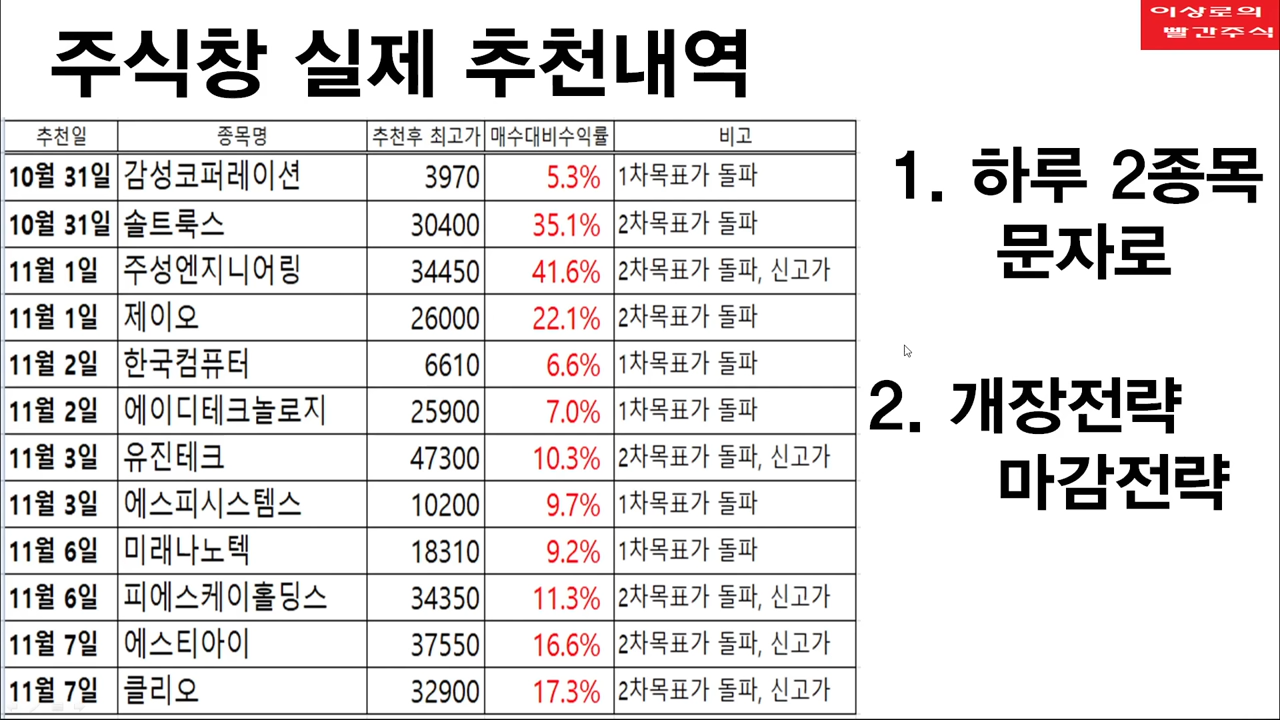 이상로의
빨간주식
주식창 실제 추천내역
추천일 종목명 추천후 최고가 매수대비수익률 비고
10월 31일 감성코퍼레이션 3970 5.3% 1차목표가 돌파
10월 31일 솔트룩스 30400 35.1% 2차목표가 돌파
11월 1일 주성엔지니어링 34450 41.6% 2차목표가 돌파, 신고가
11월 1일 제이오 26000 22.1% 2차목표가 돌파
11월 2일 한국컴퓨터 6610 6.6% 1차목표가 돌파
11월 2일 에이디테크놀로지 25900 7.0% 1차목표가 돌파
11월 3일 유진테크 47300 10.3% 2차목표가 돌파, 신고가
11월 3일 에스피시스템스 10200 9.7% 1차목표가 돌파
11월 6일 미래나노텍 18310 9.2% 1차목표가 돌파
11월 6일 피에스케이홀딩스 34350 11.3% 2차목표가 돌파, 신고가
11월 7일 에스티아이 37550 16.6% 2차목표가 돌파, 신고가
11월 7일 클리오 32900 17.3% 2차목표가 돌파, 신고가
1. 하루 2종목
문자로
2. 개장전략
마감전략